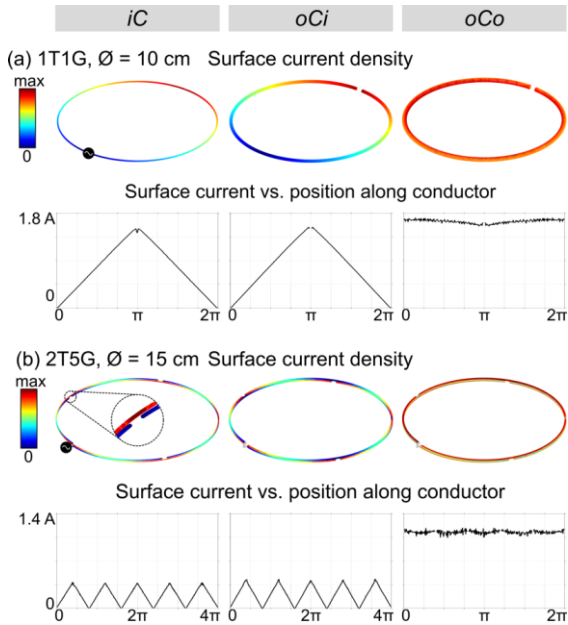 iC oCi oCo
(a) 1T1G, Ø = 10 cm Surface current density
max
0
Surface current vs. position along conductor
1.8 A
0
0 π 2π 0 π 2π 0 π 2π
(b) 2T5G, Ø = 15 cm Surface current density
max
0
Surface current vs. position along conductor
1.4 A
0
0 2π 4π 0 2π 4π 0 π 2π